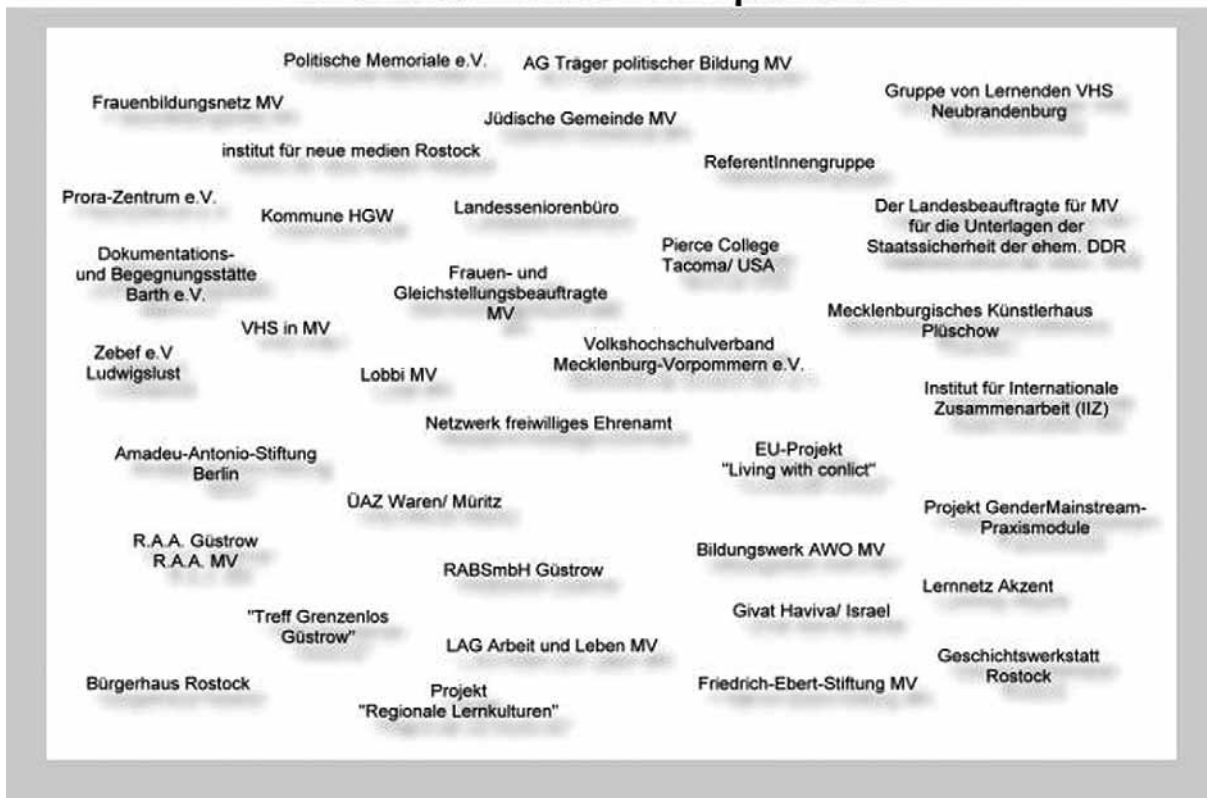 Politische Memoriale e.V.
AG Träger politischer Bildung MV
Gruppe von Lernenden VHS
Neubrandenburg
Frauenbildungsnetz MV
Jüdische Gemeinde MV
institut für neue medien Rostock
ReferentInnengruppe
Prora-Zentrum e.V.
Kommune HGW
Landesseniorenbüro
Der Landesbeauftragte für MV
für die Unterlagen der
Staatssicherheit der ehem. DDR
Pierce College
Tacoma/ USA
Dokumentations-
und Begegnungsstätte
Barth e.V.
Frauen- und
Gleichstellungsbeauftragte
MV
Mecklenburgisches Künstlerhaus
Plüschow
VHS in MV
Volkshochschulverband
Mecklenburg-Vorpommern e.V.
Zebef e.V
Ludwigslust
Lobbi MV
Institut für Internationale
Zusammenarbeit (IIZ)
Netzwerk freiwilliges Ehrenamt
Amadeu-Antonio-Stiftung
Berlin
EU-Projekt
"Living with conlict"
ÜAZ Waren/ Müritz
Projekt GenderMainstream-
Praxismodule
R.A.A. Güstrow
R.A.A. MV
Bildungswerk AWO MV
RABSmbH Güstrow
Lernnetz Akzent
"Treff Grenzenlos
Güstrow"
Givat Haviva/ Israel
LAG Arbeit und Leben MV
Geschichtswerkstatt
Rostock
Bürgerhaus Rostock
Projekt
"Regionale Lernkulturen"
Friedrich-Ebert-Stiftung MV